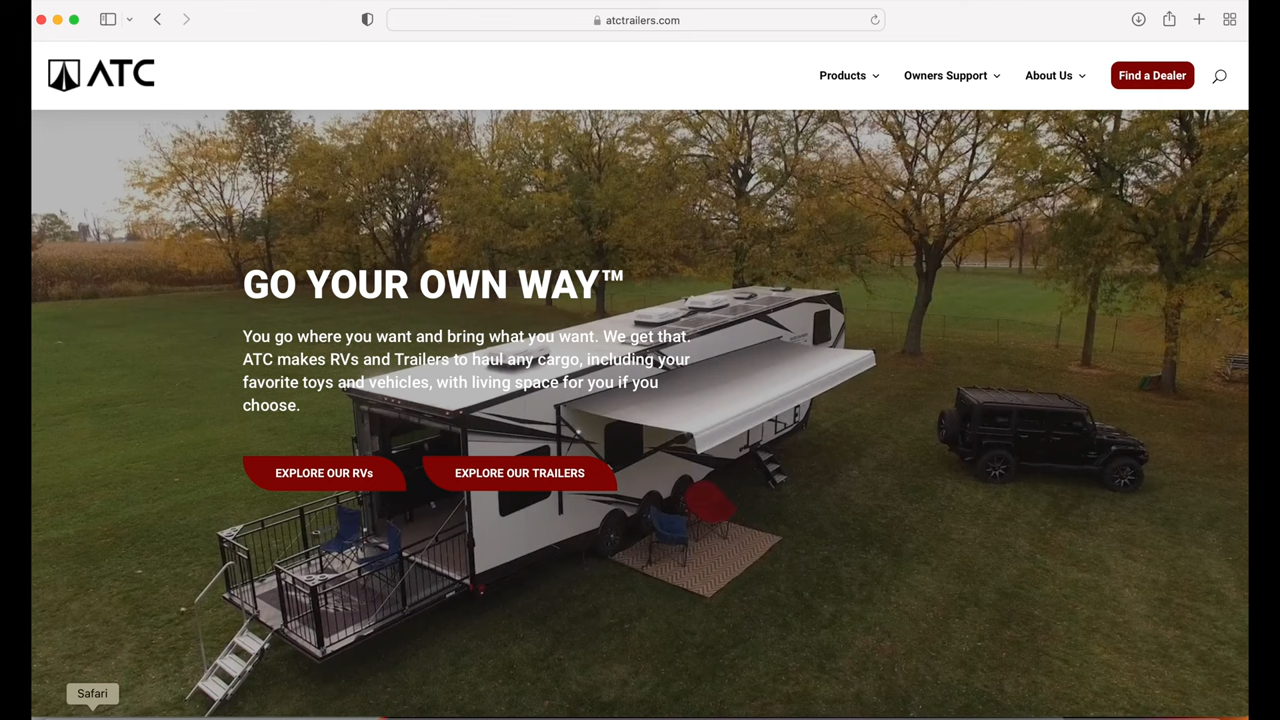 atctrailers.com
ATC
Products
Owners Support
About Us
Find a Dealer
GO YOUR OWN WAY™
You go where you want and bring what you want. We get that.
ATC makes RVs and Trailers to haul any cargo, including your
favorite toys and vehicles, with living space for you if you
choose.
EXPLORE OUR RVs
EXPLORE OUR TRAILERS
Safari